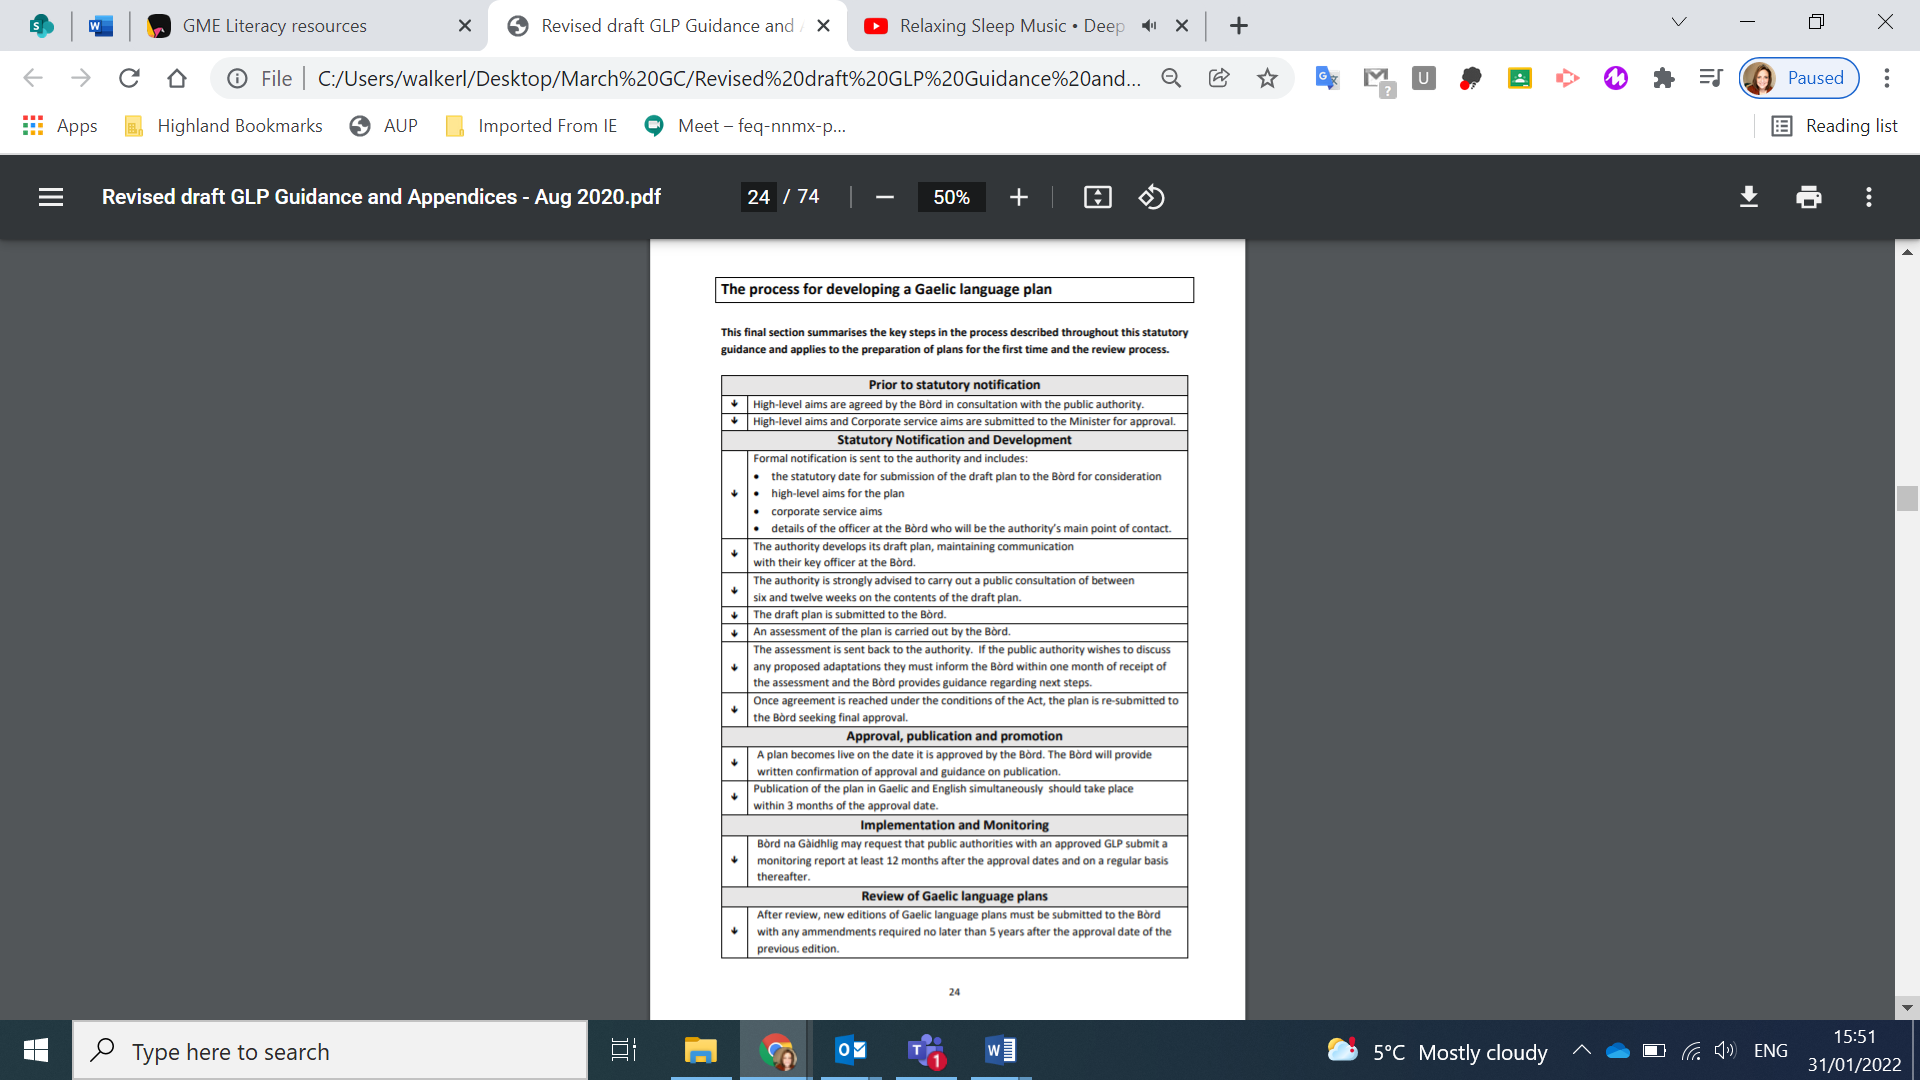 GME Literacy resources
Revised draft GLP Guidance and
Relaxing Sleep Music • Deep
File
C:/Users/walkerl/Desktop/March%20GC/Revised%20draft%20GLP%20Guidance%20and...
Paused
Apps
Highland Bookmarks
AUP
Imported From IE
Meet – feq-nnmx-p...
Reading list
Revised draft GLP Guidance and Appendices - Aug 2020.pdf
24 / 74
50%
The process for developing a Gaelic language plan
This final section summarises the key steps in the process described throughout this statutory
guidance and applies to the preparation of plans for the first time and the review process.
Prior to statutory notification
High-level aims are agreed by the Bòrd in consultation with the public authority.
High-level aims and Corporate service aims are submitted to the Minister for approval.
Statutory Notification and Development
Formal notification is sent to the authority and includes:
• the statutory date for submission of the draft plan to the Bòrd for consideration
• high-level aims for the plan
• corporate service aims
• details of the officer at the Bòrd who will be the authority's main point of contact.
The authority develops its draft plan, maintaining communication
with their key officer at the Bòrd.
The authority is strongly advised to carry out a public consultation of between
six and twelve weeks on the contents of the draft plan.
The draft plan is submitted to the Bòrd.
An assessment of the plan is carried out by the Bòrd.
The assessment is sent back to the authority. If the public authority wishes to discuss
any proposed adaptations they must inform the Bòrd within one month of receipt of
the assessment and the Bòrd provides guidance regarding next steps.
Once agreement is reached under the conditions of the Act, the plan is re-submitted to
the Bòrd seeking final approval.
Approval, publication and promotion
A plan becomes live on the date it is approved by the Bòrd. The Bòrd will provide
written confirmation of approval and guidance on publication.
Publication of the plan in Gaelic and English simultaneously should take place
within 3 months of the approval date.
Implementation and Monitoring
Bòrd na Gàidhlig may request that public authorities with an approved GLP submit a
monitoring report at least 12 months after the approval dates and on a regular basis
thereafter.
Review of Gaelic language plans
After review, new editions of Gaelic language plans must be submitted to the Bòrd
with any ammendments required no later than 5 years after the approval date of the
previous edition.
24
Type here to search
5°C Mostly cloudy
ENG
15:51
31/01/2022